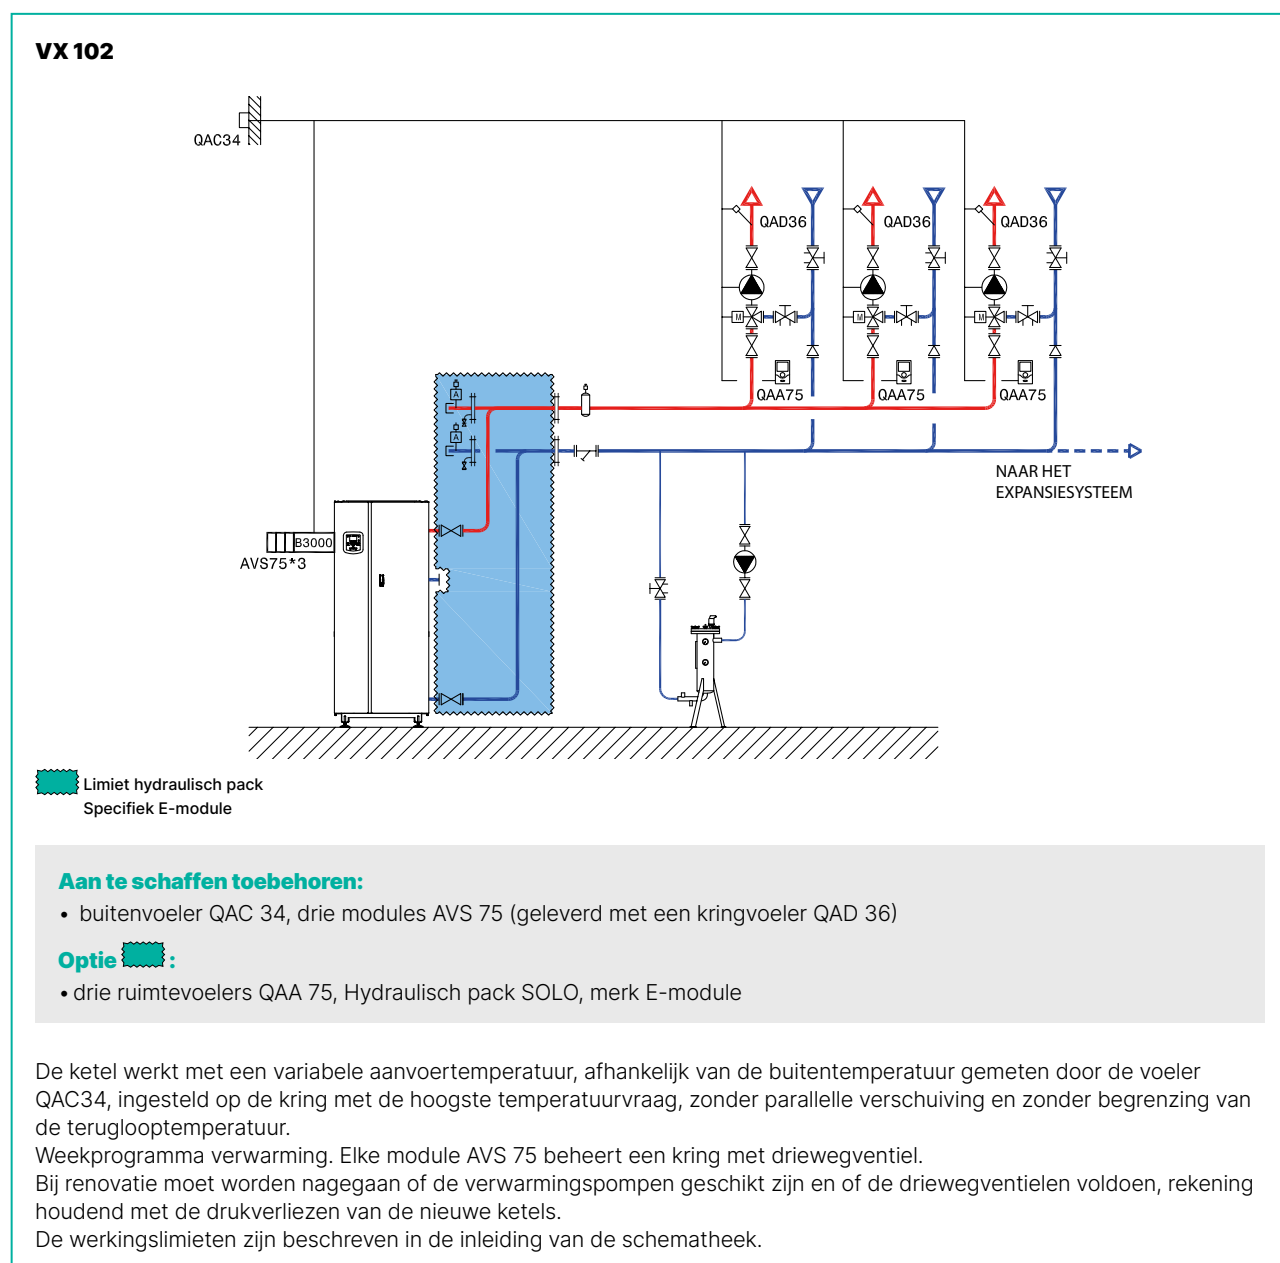 VX 102
QAC34
QAD36
QAD36
QAD36
M
M
M
QAA75
QAA75
QAA75
A
A
NAAR HET
EXPANSIESYSTEEM
B3000
AVS75*3
Limiet hydraulisch pack
Specifiek E-module
Aan te schaffen toebehoren:
• buitenvoeler QAC 34, drie modules AVS 75 (geleverd met een kringvoeler QAD 36)
Optie :
• drie ruimtevoelers QAA 75, Hydraulisch pack SOLO, merk E-module
De ketel werkt met een variabele aanvoertemperatuur, afhankelijk van de buitentemperatuur gemeten door de voeler
QAC34, ingesteld op de kring met de hoogste temperatuurvraag, zonder parallelle verschuiving en zonder begrenzing van
de teruglooptemperatuur.
Weekprogramma verwarming. Elke module AVS 75 beheert een kring met driewegventiel.
Bij renovatie moet worden nagegaan of de verwarmingspompen geschikt zijn en of de driewegventielen voldoen, rekening
houdend met de drukverliezen van de nieuwe ketels.
De werkingslimieten zijn beschreven in de inleiding van de schematheek.